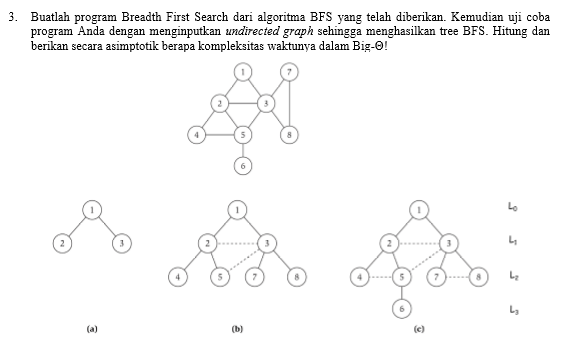 3. Buatlah program Breadth First Search dari algoritma BFS yang telah diberikan. Kemudian uji coba
program Anda dengan menginputkan undirected graph sehingga menghasilkan tree BFS. Hitung dan
berikan secara asimptotik berapa kompleksitas waktunya dalam Big-Θ!
1 7
2 3
4 5 8
6
1 1 1 L₀
2 3 2 3 2 3 L₁
4 5 7 8 4 5 7 8 L₂
6 L₃
(a) (b) (c)